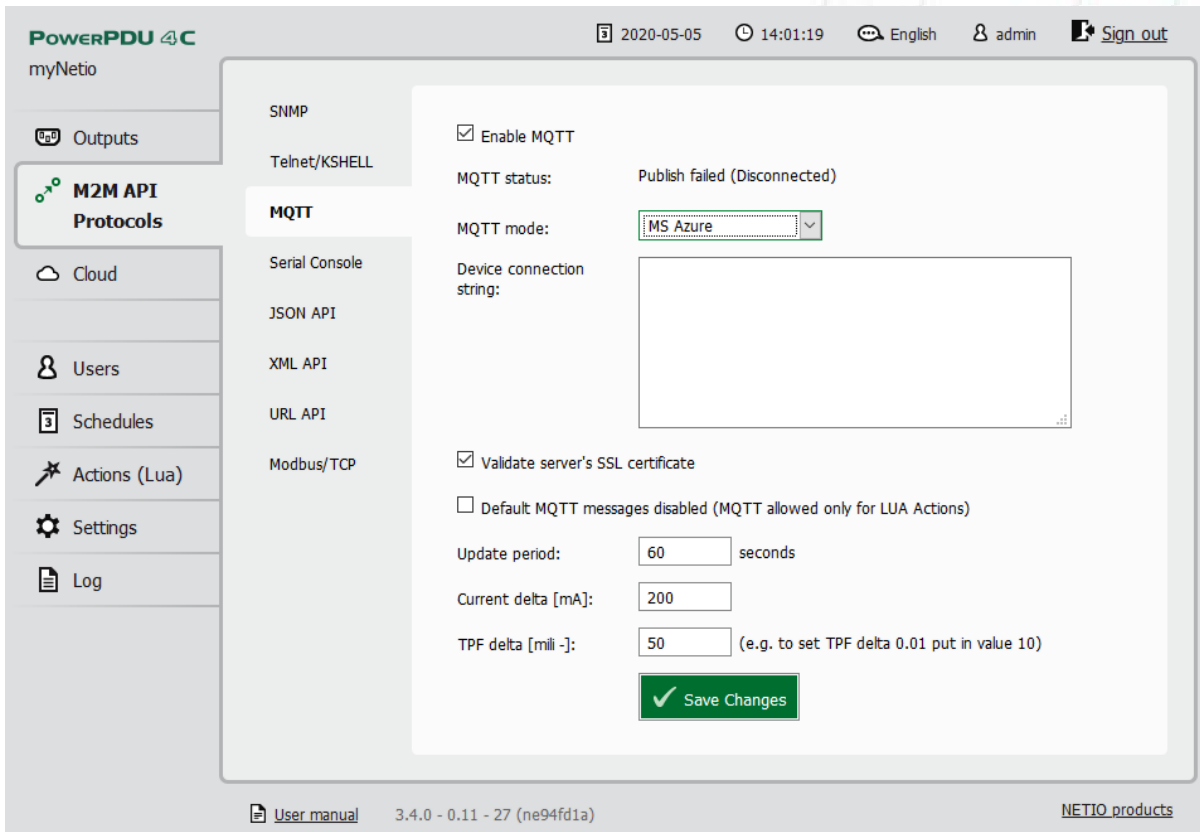 PowerPDU 4C
3 2020-05-05 14:01:19 English admin Sign out
myNetio
Outputs
M2M API
Protocols
Cloud
Users
3 Schedules
Actions (Lua)
Settings
Log
SNMP
Telnet/KSHELL
MQTT
Serial Console
JSON API
XML API
URL API
Modbus/TCP
Enable MQTT
MQTT status: Publish failed (Disconnected)
MQTT mode: MS Azure
Device connection
string:
Validate server's SSL certificate
Default MQTT messages disabled (MQTT allowed only for LUA Actions)
Update period: 60 seconds
Current delta [mA]: 200
TPF delta [mili -]: 50 (e.g. to set TPF delta 0.01 put in value 10)
Save Changes
User manual 3.4.0 - 0.11 - 27 (ne94fd1a) NETIO products